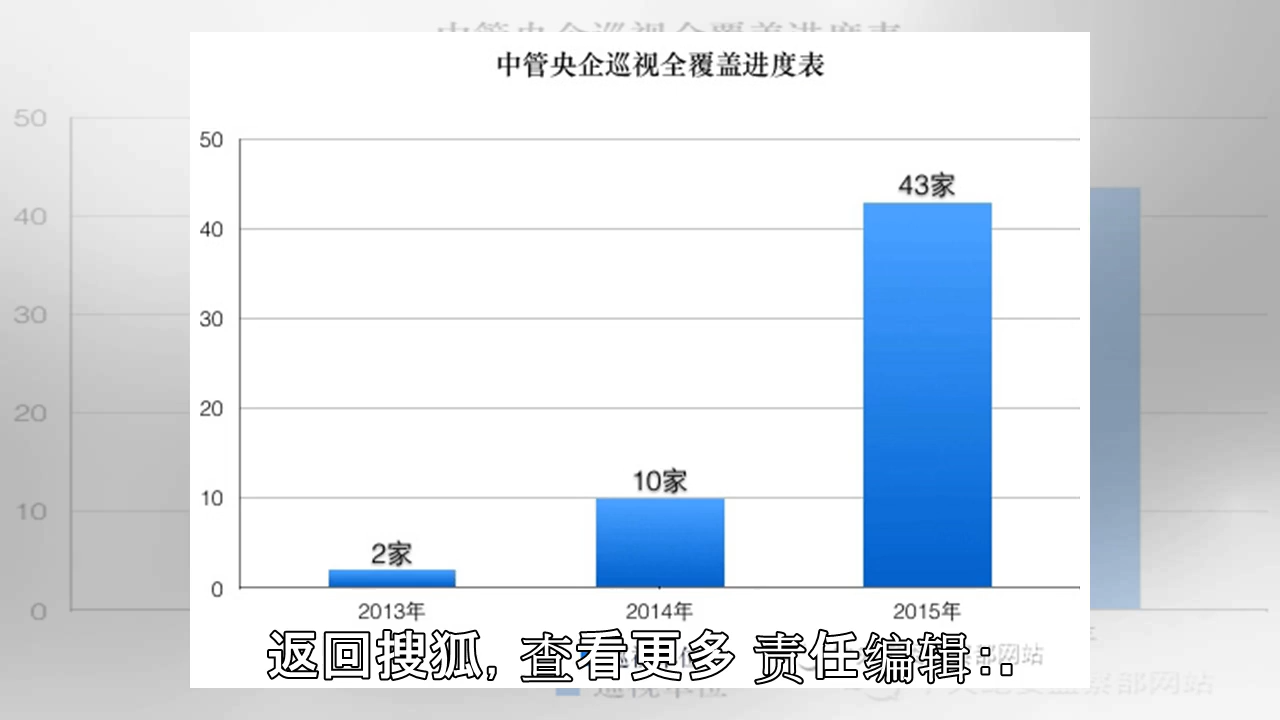 中管央企巡视全覆盖进度表
50
43家
40
30
20
10家
10
2家
0
2013年
2014年
2015年
返回搜狐, 查看更多 责任编辑:.